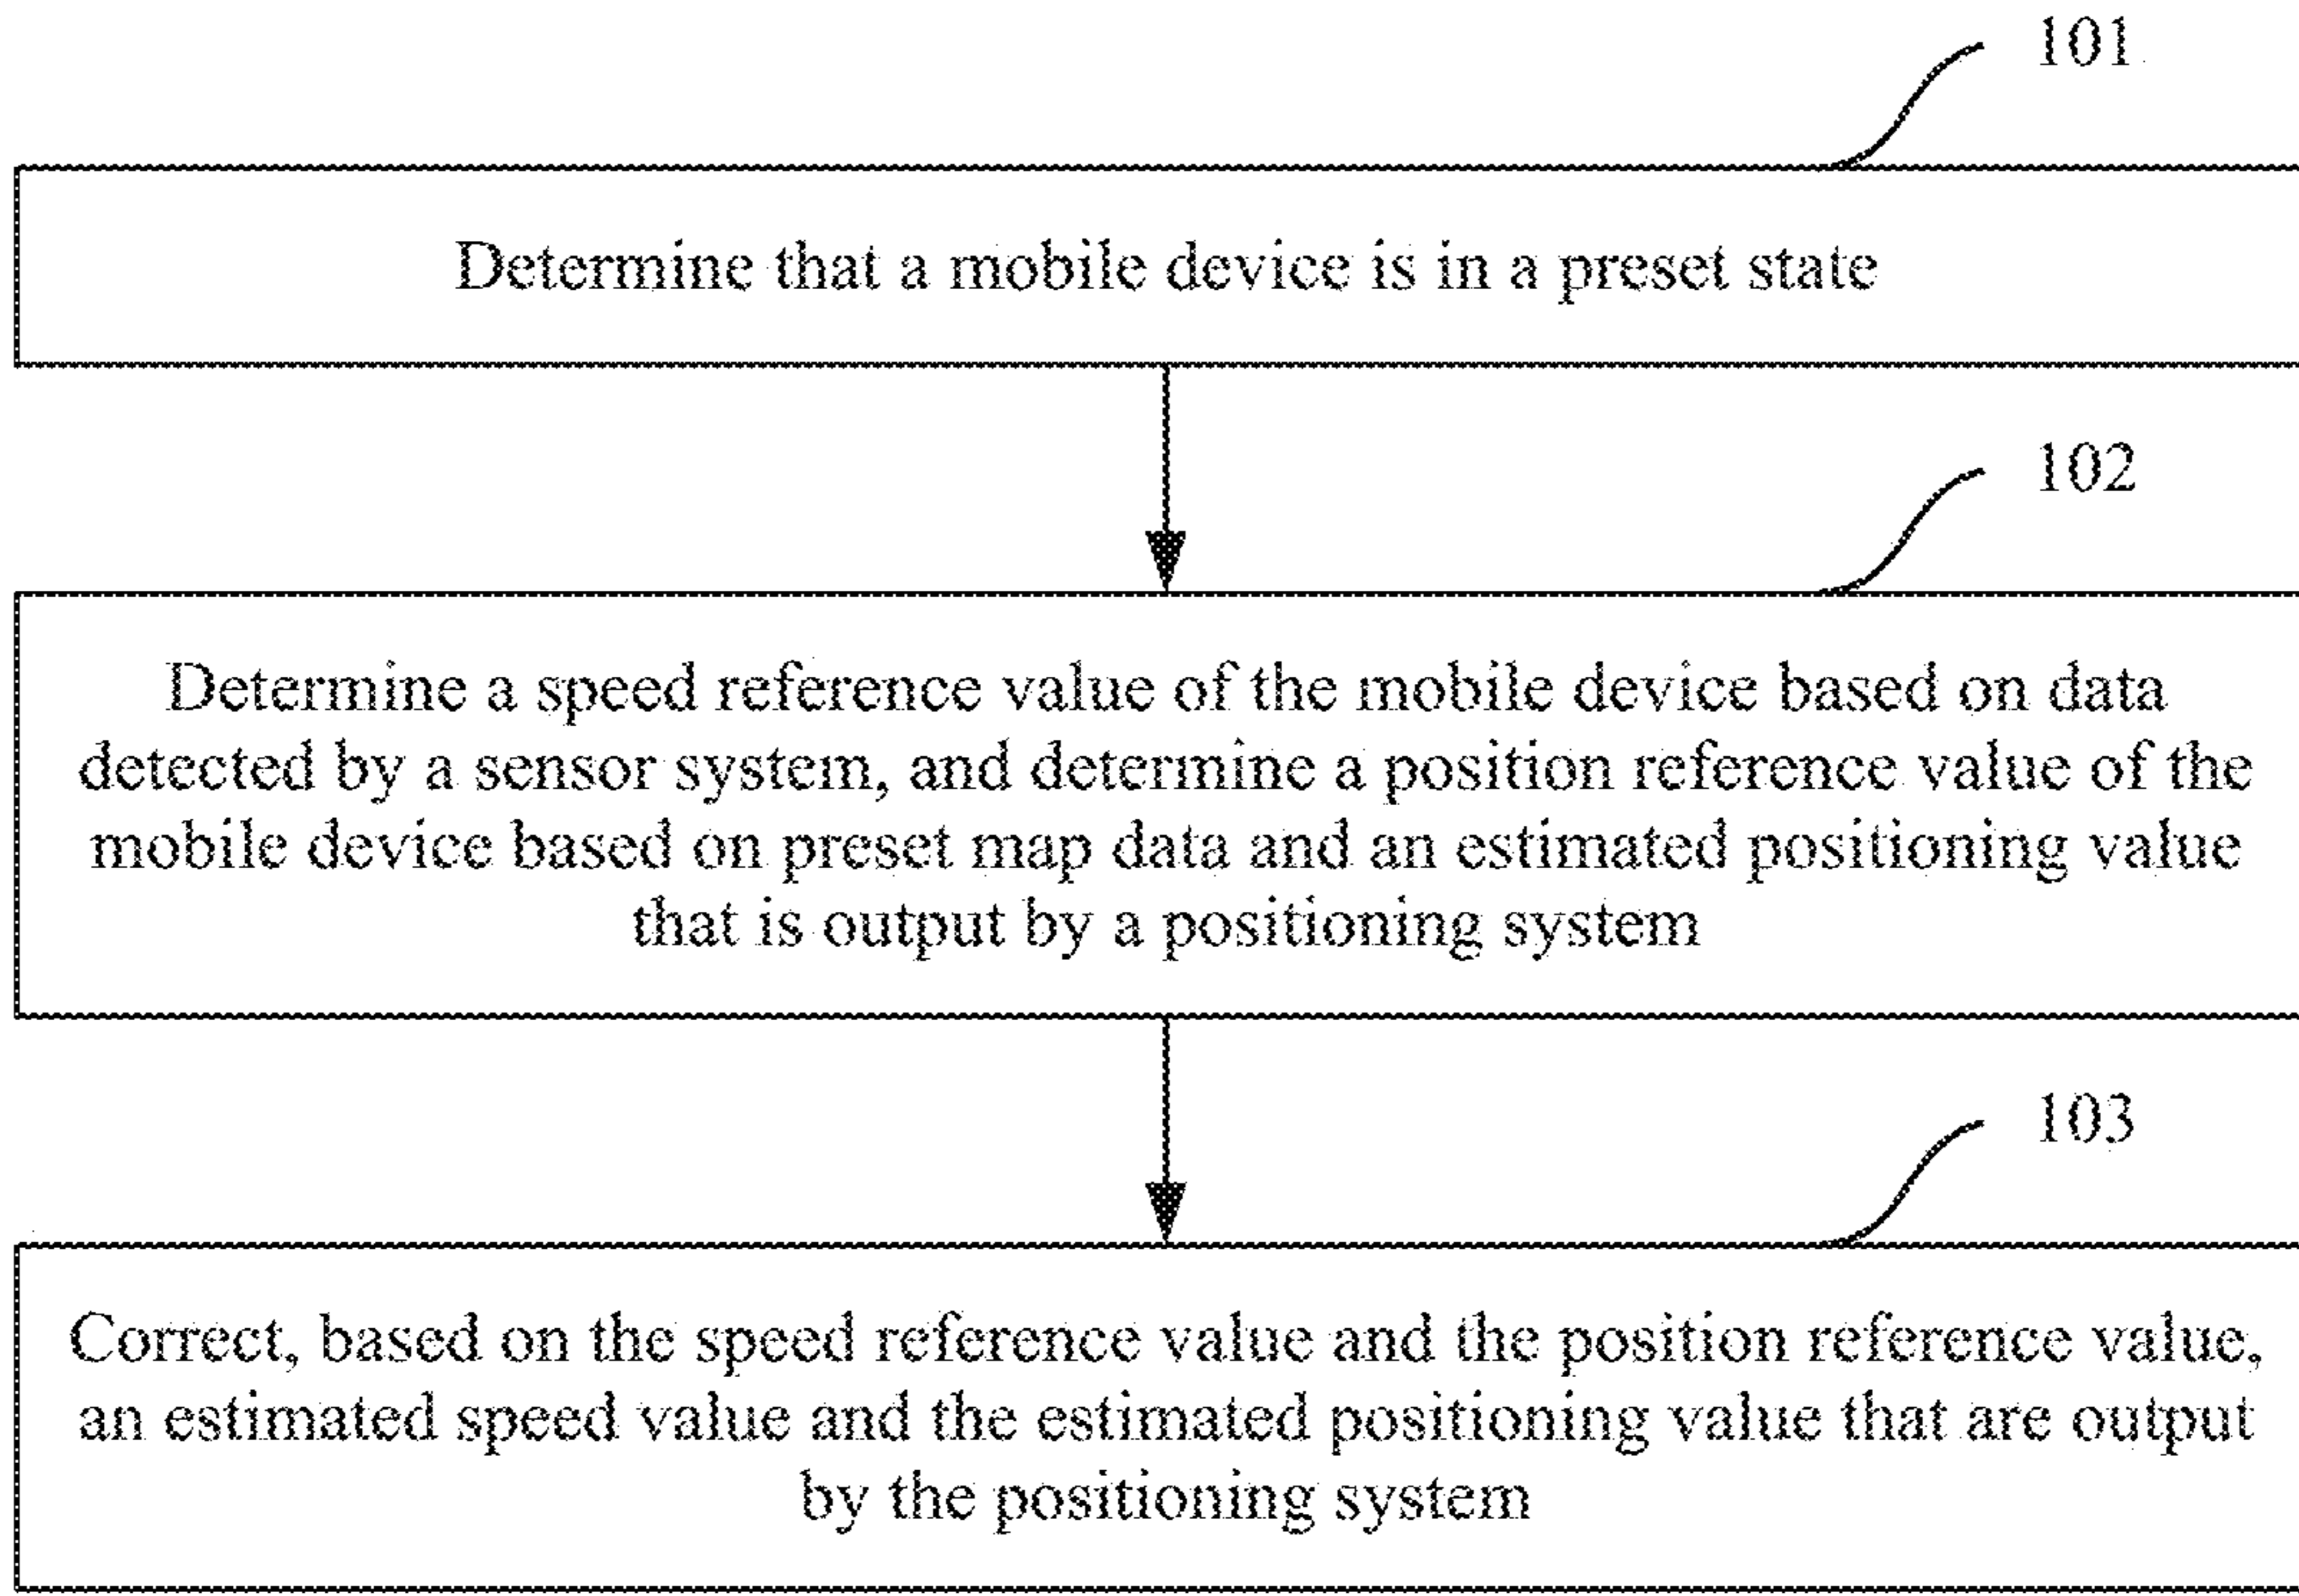 101
Determine that a mobile device is in a preset state
102
Determine a speed reference value of the mobile device based on data
detected by a sensor system, and determine a position reference value of the
mobile device based on preset map data and an estimated positioning value
that is output by a positioning system
103
Correct, based on the speed reference value and the position reference value,
an estimated speed value and the estimated positioning value that are output
by the positioning system